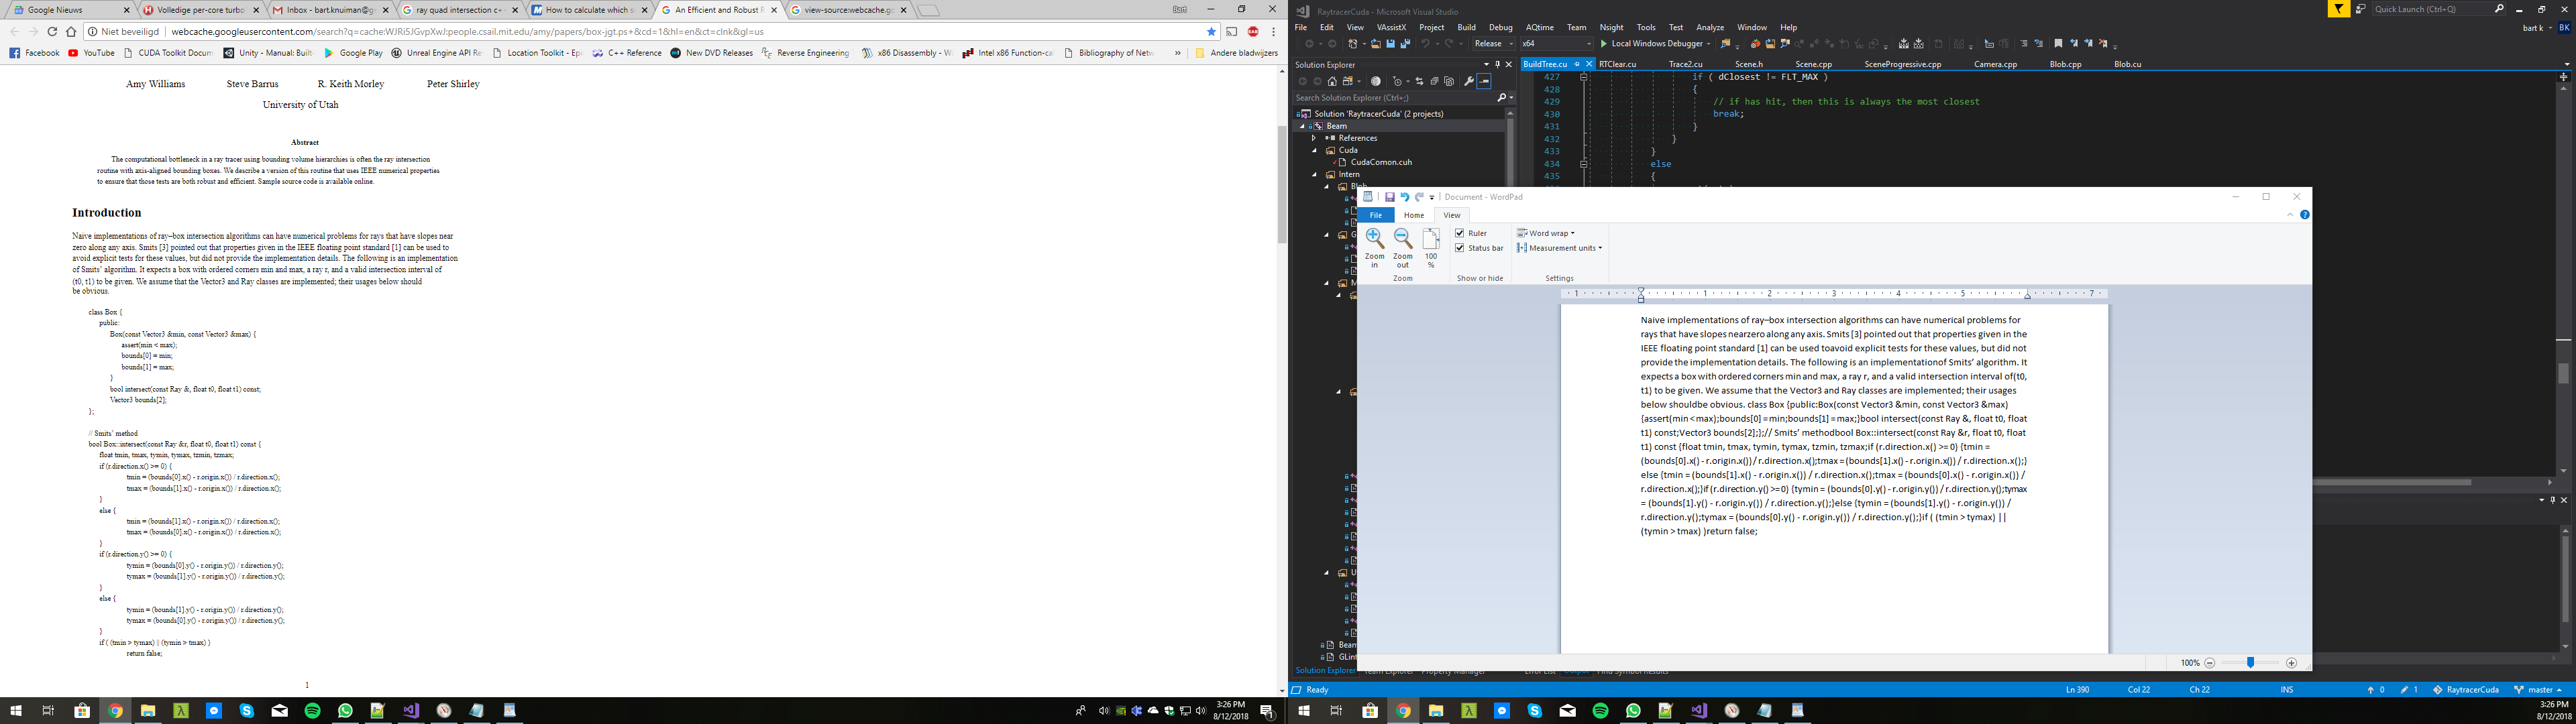 Google Nieuws
Volledige per-core turbo
Inbox - bart.knuiman@g
ray quad intersection c+
How to calculate which s
An Efficient and Robust R
view-source:webcache.go
Niet beveiligd | webcache.googleusercontent.com/search?q=cache:WJRi5JGvpXwJ:people.csail.mit.edu/amy/papers/box-jgt.ps+&cd=1&hl=en&ct=clnk&gl=us
Facebook
YouTube
CUDA Toolkit Docum
Unity - Manual: Built-
Google Play
Unreal Engine API Re
Location Toolkit - Epi
C++ Reference
New DVD Releases
Reverse Engineering
x86 Disassembly - W
Intel x86 Function-ca
Bibliography of Netw
Andere bladwijzers
Amy Williams Steve Barrus R. Keith Morley Peter Shirley
University of Utah
Abstract
The computational bottleneck in a ray tracer using bounding volume hierarchies is often the ray intersection
routine with axis-aligned bounding boxes. We describe a version of this routine that uses IEEE numerical properties
to ensure that those tests are both robust and efficient. Sample source code is available online.
Introduction
Naive implementations of ray–box intersection algorithms can have numerical problems for rays that have slopes near
zero along any axis. Smits [3] pointed out that properties given in the IEEE floating point standard [1] can be used to
avoid explicit tests for these values, but did not provide the implementation details. The following is an implementation
of Smits' algorithm. It expects a box with ordered corners min and max, a ray r, and a valid intersection interval of
(t0, t1) to be given. We assume that the Vector3 and Ray classes are implemented; their usages below should
be obvious.
class Box {
public:
Box(const Vector3 &min, const Vector3 &max) {
assert(min < max);
bounds[0] = min;
bounds[1] = max;
}
bool intersect(const Ray &, float t0, float t1) const;
Vector3 bounds[2];
};
// Smits' method
bool Box::intersect(const Ray &r, float t0, float t1) const {
float tmin, tmax, tymin, tymax, tzmin, tzmax;
if (r.direction.x() >= 0) {
tmin = (bounds[0].x() - r.origin.x()) / r.direction.x();
tmax = (bounds[1].x() - r.origin.x()) / r.direction.x();
}
else {
tmin = (bounds[1].x() - r.origin.x()) / r.direction.x();
tmax = (bounds[0].x() - r.origin.x()) / r.direction.x();
}
if (r.direction.y() >= 0) {
tymin = (bounds[0].y() - r.origin.y()) / r.direction.y();
tymax = (bounds[1].y() - r.origin.y()) / r.direction.y();
}
else {
tymin = (bounds[1].y() - r.origin.y()) / r.direction.y();
tymax = (bounds[0].y() - r.origin.y()) / r.direction.y();
}
if ( (tmin > tymax) || (tymin > tmax) )
return false;
1
3:26 PM
8/12/2018
RaytracerCuda - Microsoft Visual Studio
Quick Launch (Ctrl+Q)
File Edit View VAssistX Project Build Debug AQtime Team Nsight Tools Test Analyze Window Help
bart k BK
Release x64 Local Windows Debugger
Solution Explorer
Search Solution Explorer (Ctrl+;)
Solution 'RaytracerCuda' (2 projects)
Beam
References
Cuda
CudaComon.cuh
Intern
BuildTree.cu RTClear.cu Trace2.cu Scene.h Scene.cpp SceneProgressive.cpp Camera.cpp Blob.cpp Blob.cu
427 if ( dClosest != FLT_MAX )
428 {
429 // if has hit, then this is always the most closest
430 break;
431 }
432 }
433 }
434 else
435 {
Document - WordPad
File Home View
Zoom in
Zoom out
100 %
Zoom
Ruler
Status bar
Show or hide
Word wrap
Measurement units
Settings
1 1 2 3 4 5 7
Naive implementations of ray–box intersection algorithms can have numerical problems for
rays that have slopes nearzero along any axis. Smits [3] pointed out that properties given in the
IEEE floating point standard [1] can be used toavoid explicit tests for these values, but did not
provide the implementation details. The following is an implementationof Smits' algorithm. It
expects a box with ordered corners min and max, a ray r, and a valid intersection interval of(t0,
t1) to be given. We assume that the Vector3 and Ray classes are implemented; their usages
below shouldbe obvious. class Box {public:Box(const Vector3 &min, const Vector3 &max)
{assert(min < max);bounds[0] = min;bounds[1] = max;}bool intersect(const Ray &, float t0, float
t1) const;Vector3 bounds[2];};// Smits' methodbool Box::intersect(const Ray &r, float t0, float
t1) const {float tmin, tmax, tymin, tymax, tzmin, tzmax;if (r.direction.x() >= 0) {tmin =
(bounds[0].x() - r.origin.x()) / r.direction.x();tmax = (bounds[1].x() - r.origin.x()) / r.direction.x();}
else {tmin = (bounds[1].x() - r.origin.x()) / r.direction.x();tmax = (bounds[0].x() - r.origin.x()) /
r.direction.x();}if (r.direction.y() >= 0) {tymin = (bounds[0].y() - r.origin.y()) / r.direction.y();tymax
= (bounds[1].y() - r.origin.y()) / r.direction.y();}else {tymin = (bounds[1].y() - r.origin.y()) /
r.direction.y();tymax = (bounds[0].y() - r.origin.y()) / r.direction.y();}if ( (tmin > tymax) ||
(tymin > tmax) )return false;
100%
Beam
GLint
Solution Explorer Team Explorer Property Manager
Error List Output Find Symbol Results
Ready
Ln 390 Col 22 Ch 22 INS
0 1 RaytracerCuda master
3:26 PM
8/12/2018